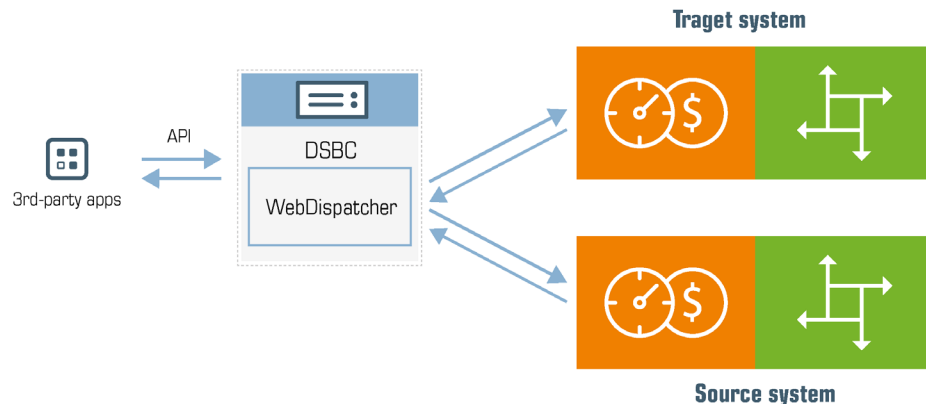 Traget system
API
DSBC
3rd-party apps
WebDispatcher
$
$
Source system